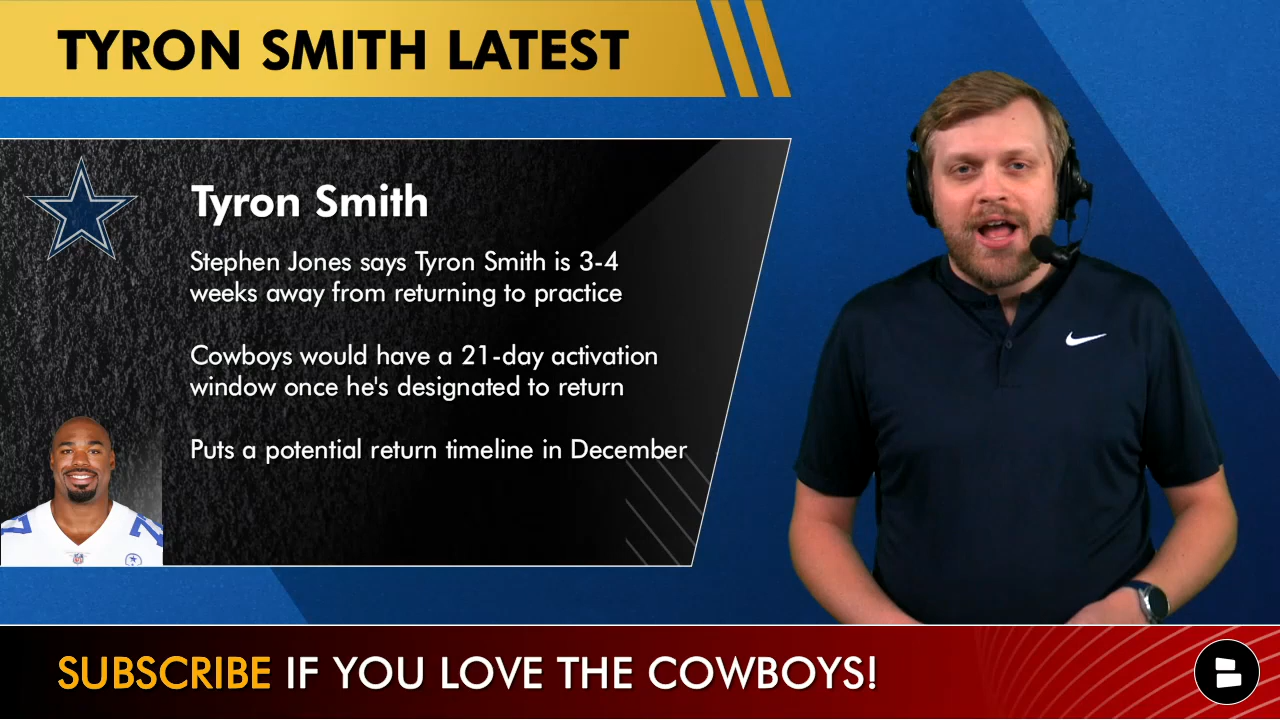 TYRON SMITH LATEST
Tyron Smith
Stephen Jones says Tyron Smith is 3-4
weeks away from returning to practice
Cowboys would have a 21-day activation
window once he's designated to return
Puts a potential return timeline in December
SUBSCRIBE IF YOU LOVE THE COWBOYS!